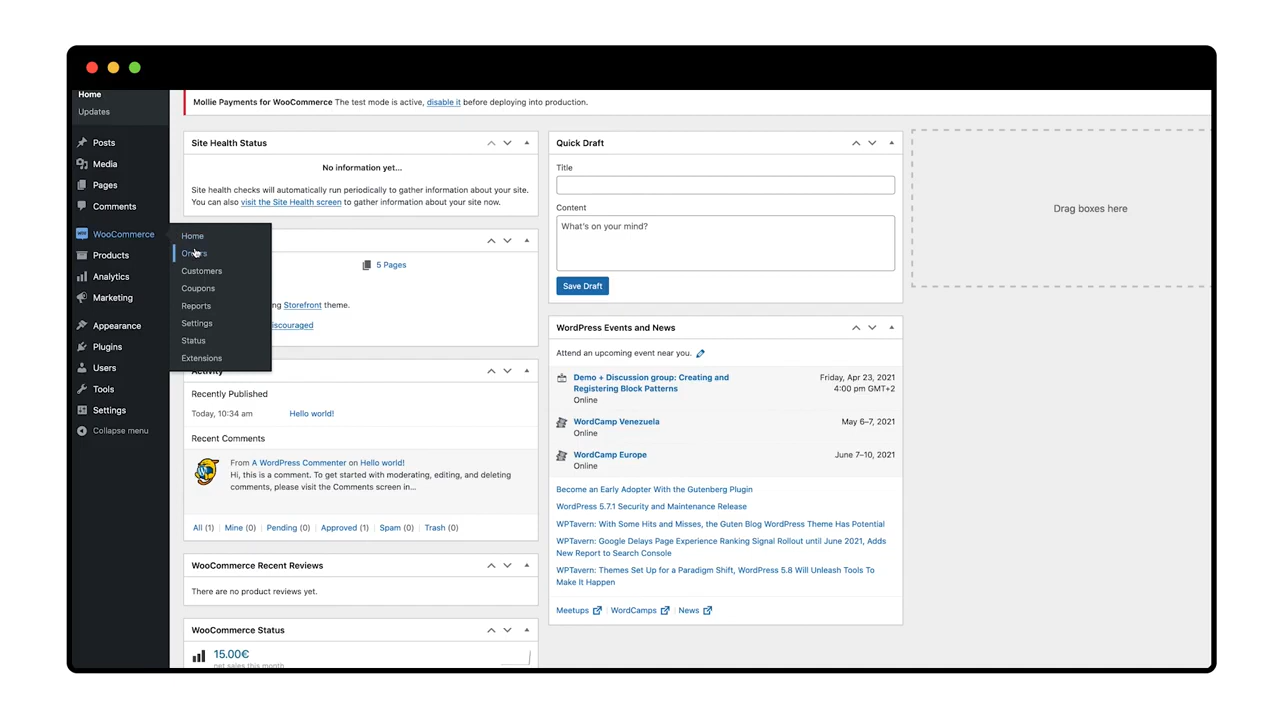 Home
Updates
Posts
Media
Pages
Comments
WooCommerce
Products
Analytics
Marketing
Appearance
Plugins
Users
Tools
Settings
Collapse menu
Home
Orders
Customers
Coupons
Reports
Settings
Status
Extensions
Mollie Payments for WooCommerce The test mode is active, disable it before deploying into production.
Site Health Status
No information yet...
Site health checks will automatically run periodically to gather information about your site.
You can also visit the Site Health screen to gather information about your site now.
5 Pages
Storefront theme.
Activity
Recently Published
Today, 10:34 am Hello world!
Recent Comments
From A WordPress Commenter on Hello world!
Hi, this is a comment. To get started with moderating, editing, and deleting
comments, please visit the Comments screen in...
All (1) | Mine (0) | Pending (0) | Approved (1) | Spam (0) | Trash (0)
WooCommerce Recent Reviews
There are no product reviews yet.
WooCommerce Status
15.00€
net sales this month
Quick Draft
Title
Content
What's on your mind?
Save Draft
WordPress Events and News
Attend an upcoming event near you.
Demo + Discussion group: Creating and Friday, Apr 23, 2021
Registering Block Patterns 4:00 pm GMT+2
Online
WordCamp Venezuela May 6–7, 2021
Online
WordCamp Europe June 7–10, 2021
Online
Become an Early Adopter With the Gutenberg Plugin
WordPress 5.7.1 Security and Maintenance Release
WPTavern: With Some Hits and Misses, the Guten Blog WordPress Theme Has Potential
WPTavern: Google Delays Page Experience Ranking Signal Rollout until June 2021, Adds
New Report to Search Console
WPTavern: Themes Set Up for a Paradigm Shift, WordPress 5.8 Will Unleash Tools To
Make It Happen
Meetups | WordCamps | News
Drag boxes here